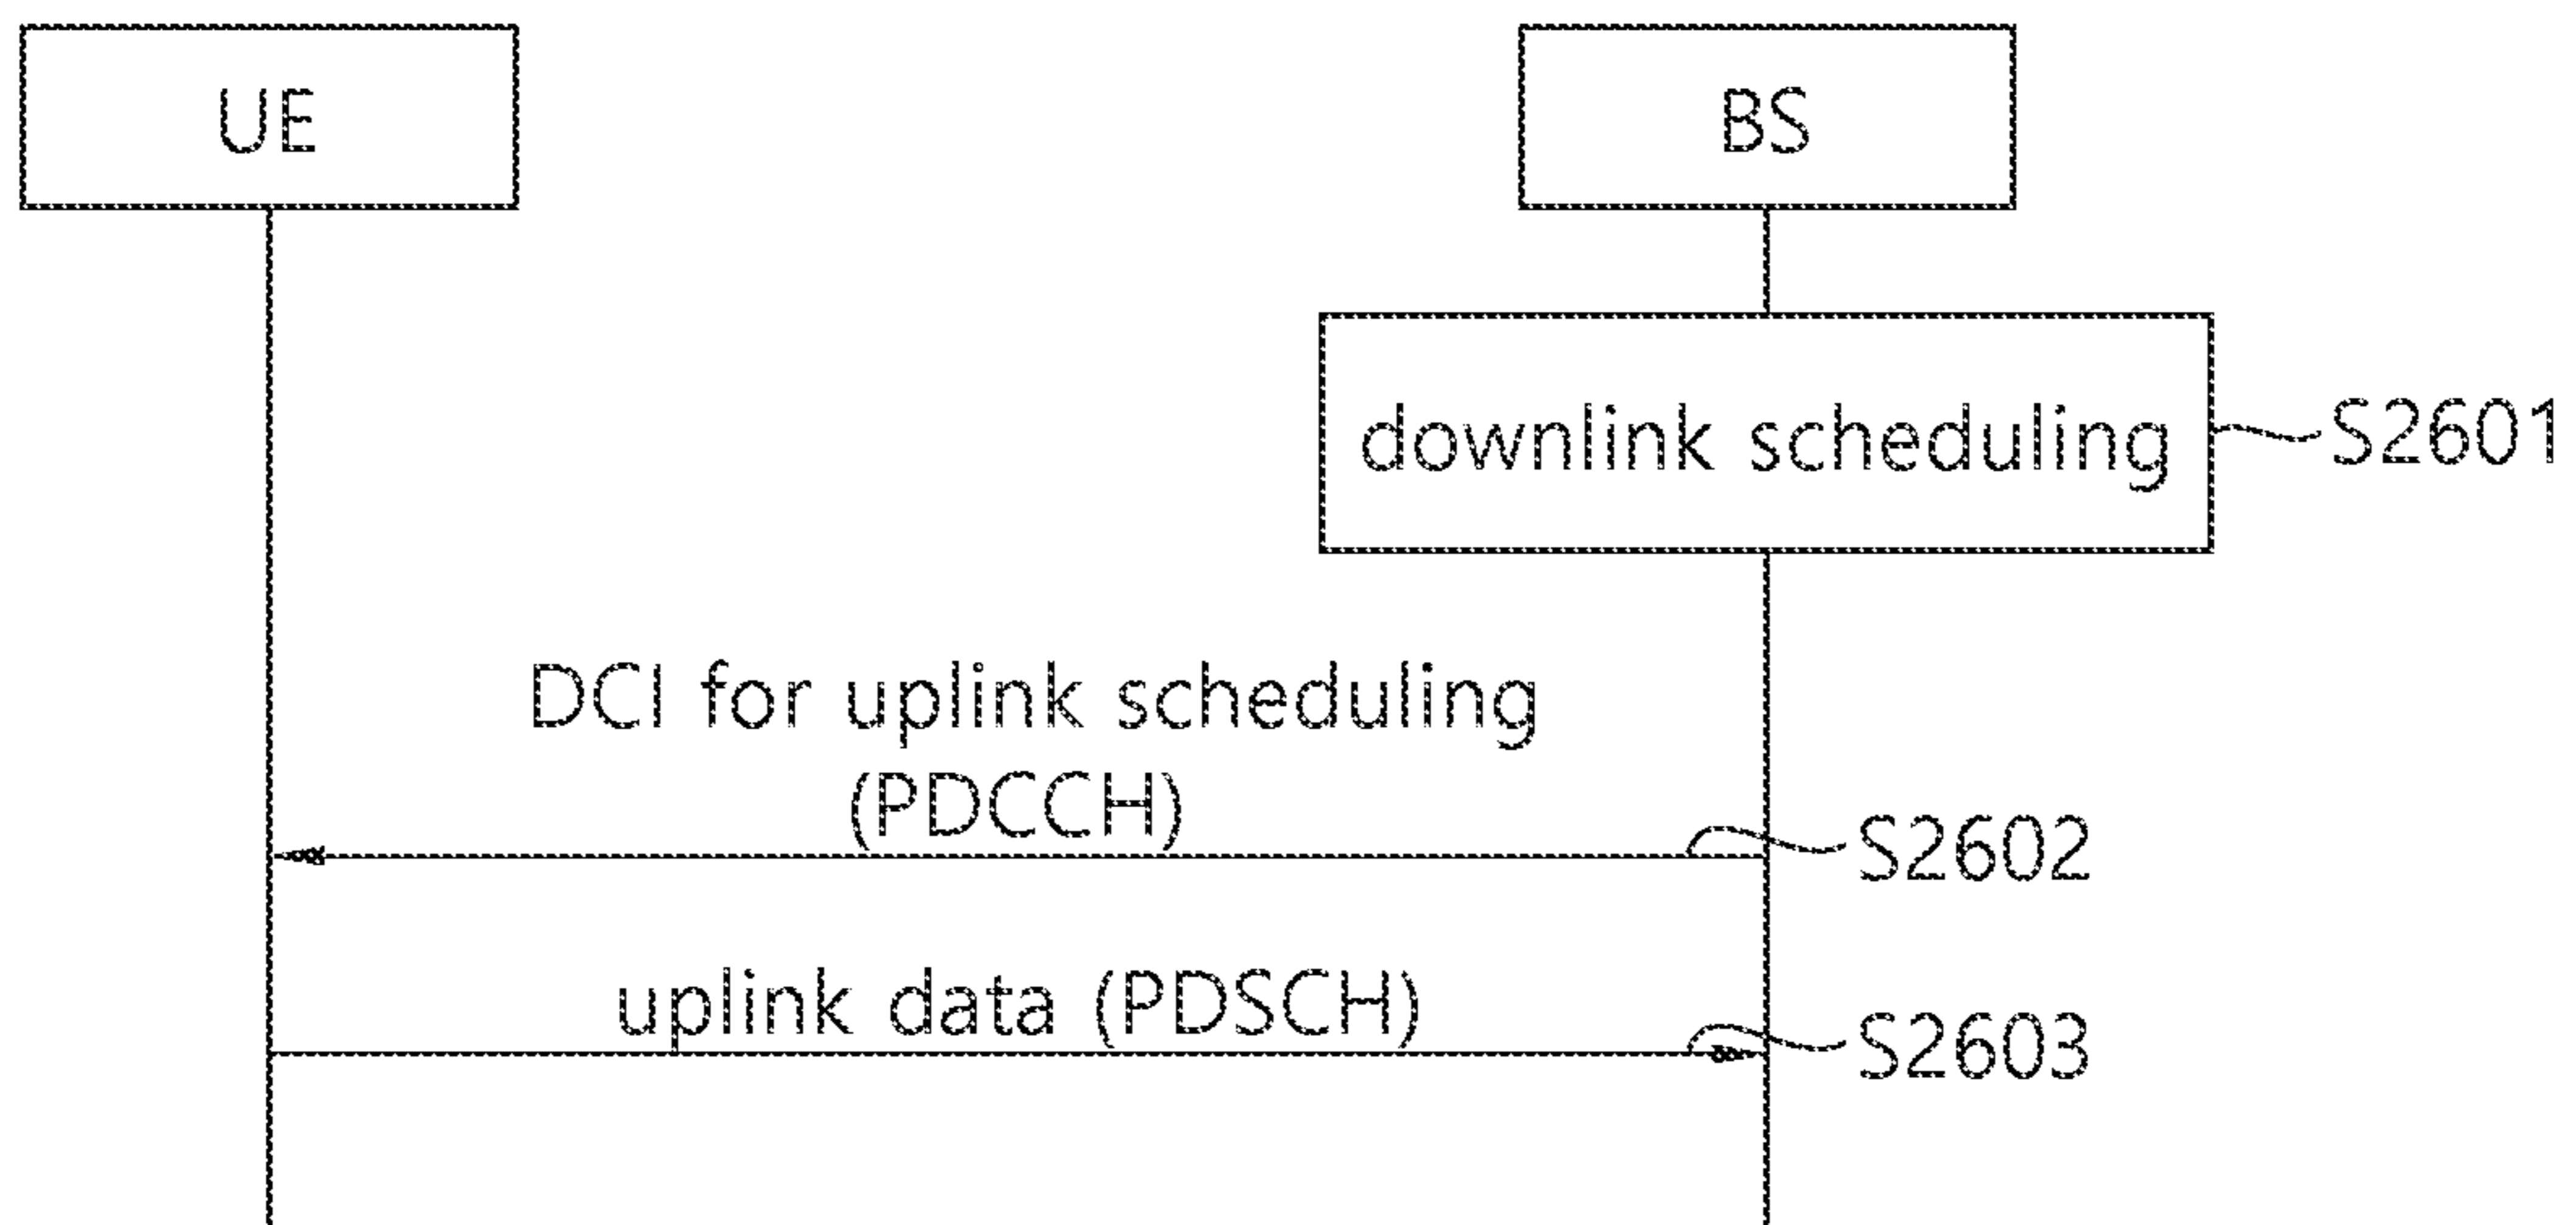 UE
BS
downlink scheduling
S2601
DCI for uplink scheduling
(PDCCH)
S2602
uplink data (PDSCH)
S2603